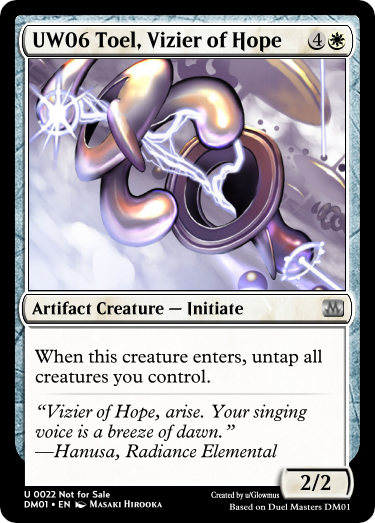 UW06 Toel, Vizier of Hope 4
Artifact Creature — Initiate
When this creature enters, untap all
creatures you control.
“Vizier of Hope, arise. Your singing
voice is a breeze of dawn.”
—Hanusa, Radiance Elemental
2/2
U 0022 Not for Sale
DM01 • EN Masaki Hirooka
Created by u/Glowmus
Based on Duel Masters DM01